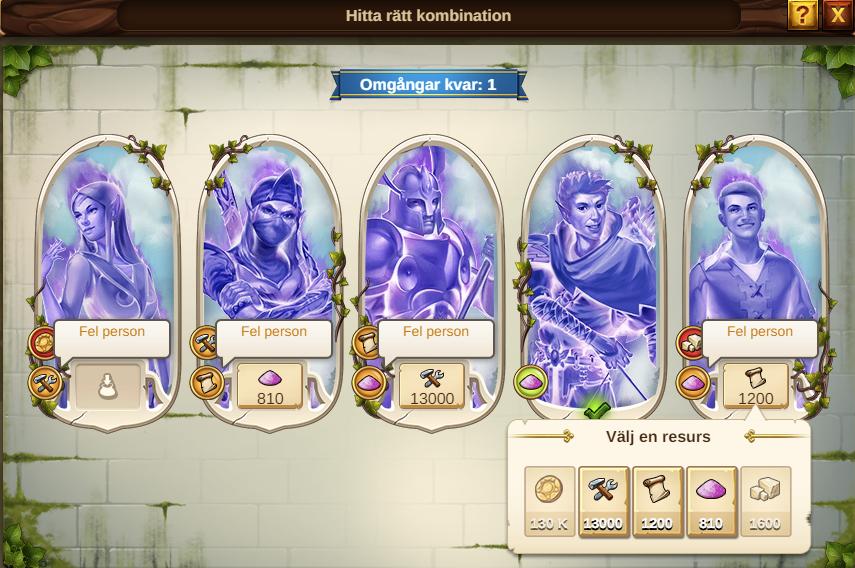 Hitta rätt kombination
?
X
Omgångar kvar: 1
Fel person
Fel person
Fel person
Fel person
810
13000
1200
Välj en resurs
130 K
13000
1200
810
1600